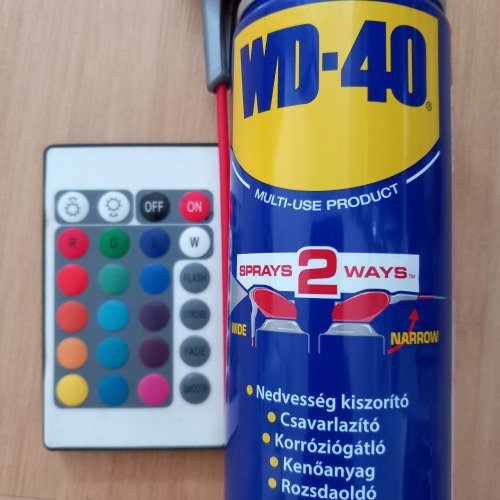 WD-40®
MULTI-USE PRODUCT
SPRAYS 2 WAYS™
WIDE
NARROW
• Nedvesség kiszorító
• Csavarlazító
• Korróziógátló
• Kenőanyag
• Rozsdaoldó
OFF ON
R G B W
FLASH
STROBE
FADE
SMOOTH